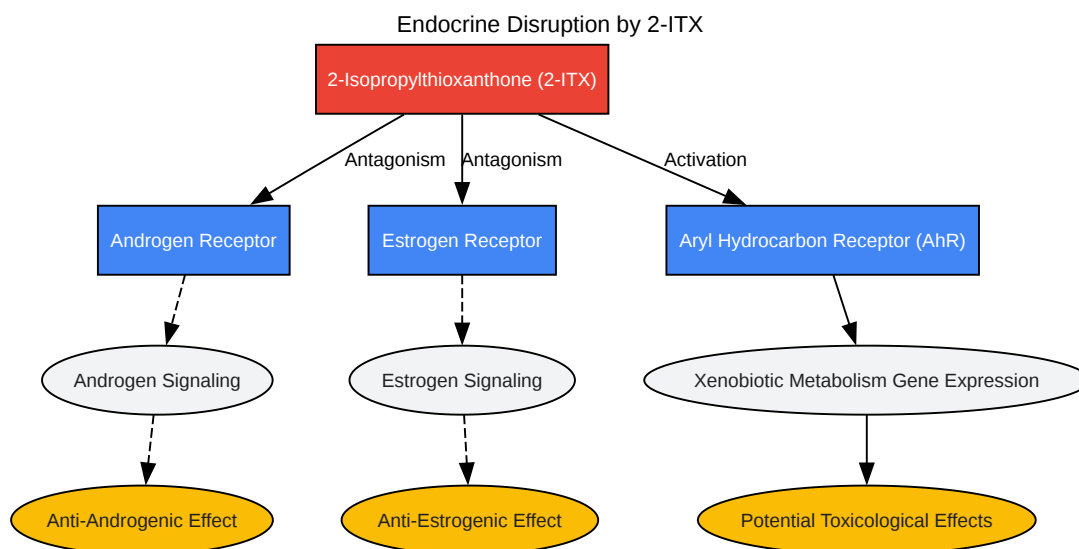 Endocrine Disruption by 2-ITX
2-Isopropylthioxanthone (2-ITX)
Antagonism
Antagonism
Activation
Androgen Receptor
Estrogen Receptor
Aryl Hydrocarbon Receptor (AhR)
Androgen Signaling
Estrogen Signaling
Xenobiotic Metabolism Gene Expression
Anti-Androgenic Effect
Anti-Estrogenic Effect
Potential Toxicological Effects